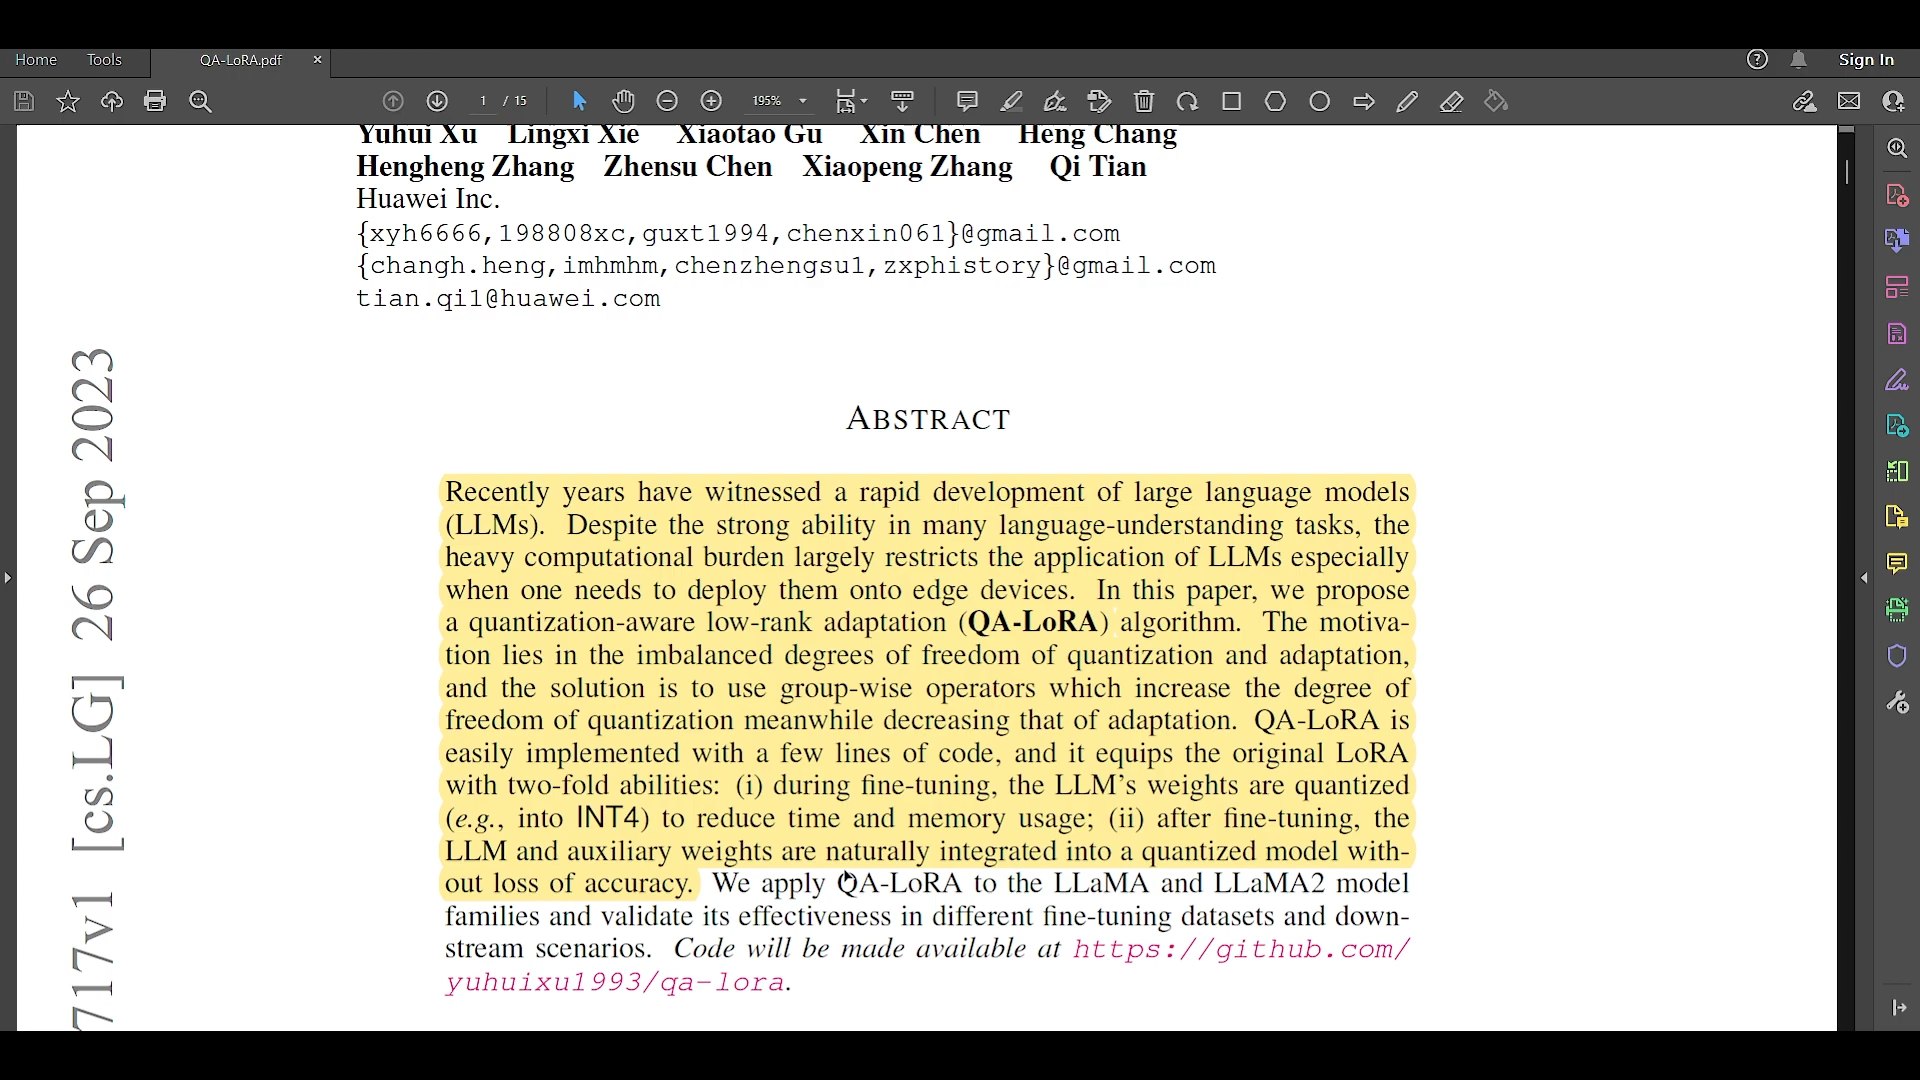 Home Tools QA-LoRA.pdf × Sign In
1 / 15 195%
Yuhui Xu Lingxi Xie Xiaotao Gu Xin Chen Heng Chang
Hengheng Zhang Zhensu Chen Xiaopeng Zhang Qi Tian
Huawei Inc.
{xyh6666,198808xc,guxt1994,chenxin061}@gmail.com
{changh.heng,imhmhm,chenzhengsu1,zxphistory}@gmail.com
tian.qi1@huawei.com
7117v1 [cs.LG] 26 Sep 2023
ABSTRACT
Recently years have witnessed a rapid development of large language models
(LLMs). Despite the strong ability in many language-understanding tasks, the
heavy computational burden largely restricts the application of LLMs especially
when one needs to deploy them onto edge devices. In this paper, we propose
a quantization-aware low-rank adaptation (QA-LoRA) algorithm. The motiva-
tion lies in the imbalanced degrees of freedom of quantization and adaptation,
and the solution is to use group-wise operators which increase the degree of
freedom of quantization meanwhile decreasing that of adaptation. QA-LoRA is
easily implemented with a few lines of code, and it equips the original LoRA
with two-fold abilities: (i) during fine-tuning, the LLM's weights are quantized
(e.g., into INT4) to reduce time and memory usage; (ii) after fine-tuning, the
LLM and auxiliary weights are naturally integrated into a quantized model with-
out loss of accuracy. We apply QA-LoRA to the LLaMA and LLaMA2 model
families and validate its effectiveness in different fine-tuning datasets and down-
stream scenarios. Code will be made available at https://github.com/
yuhuixu1993/qa-lora.